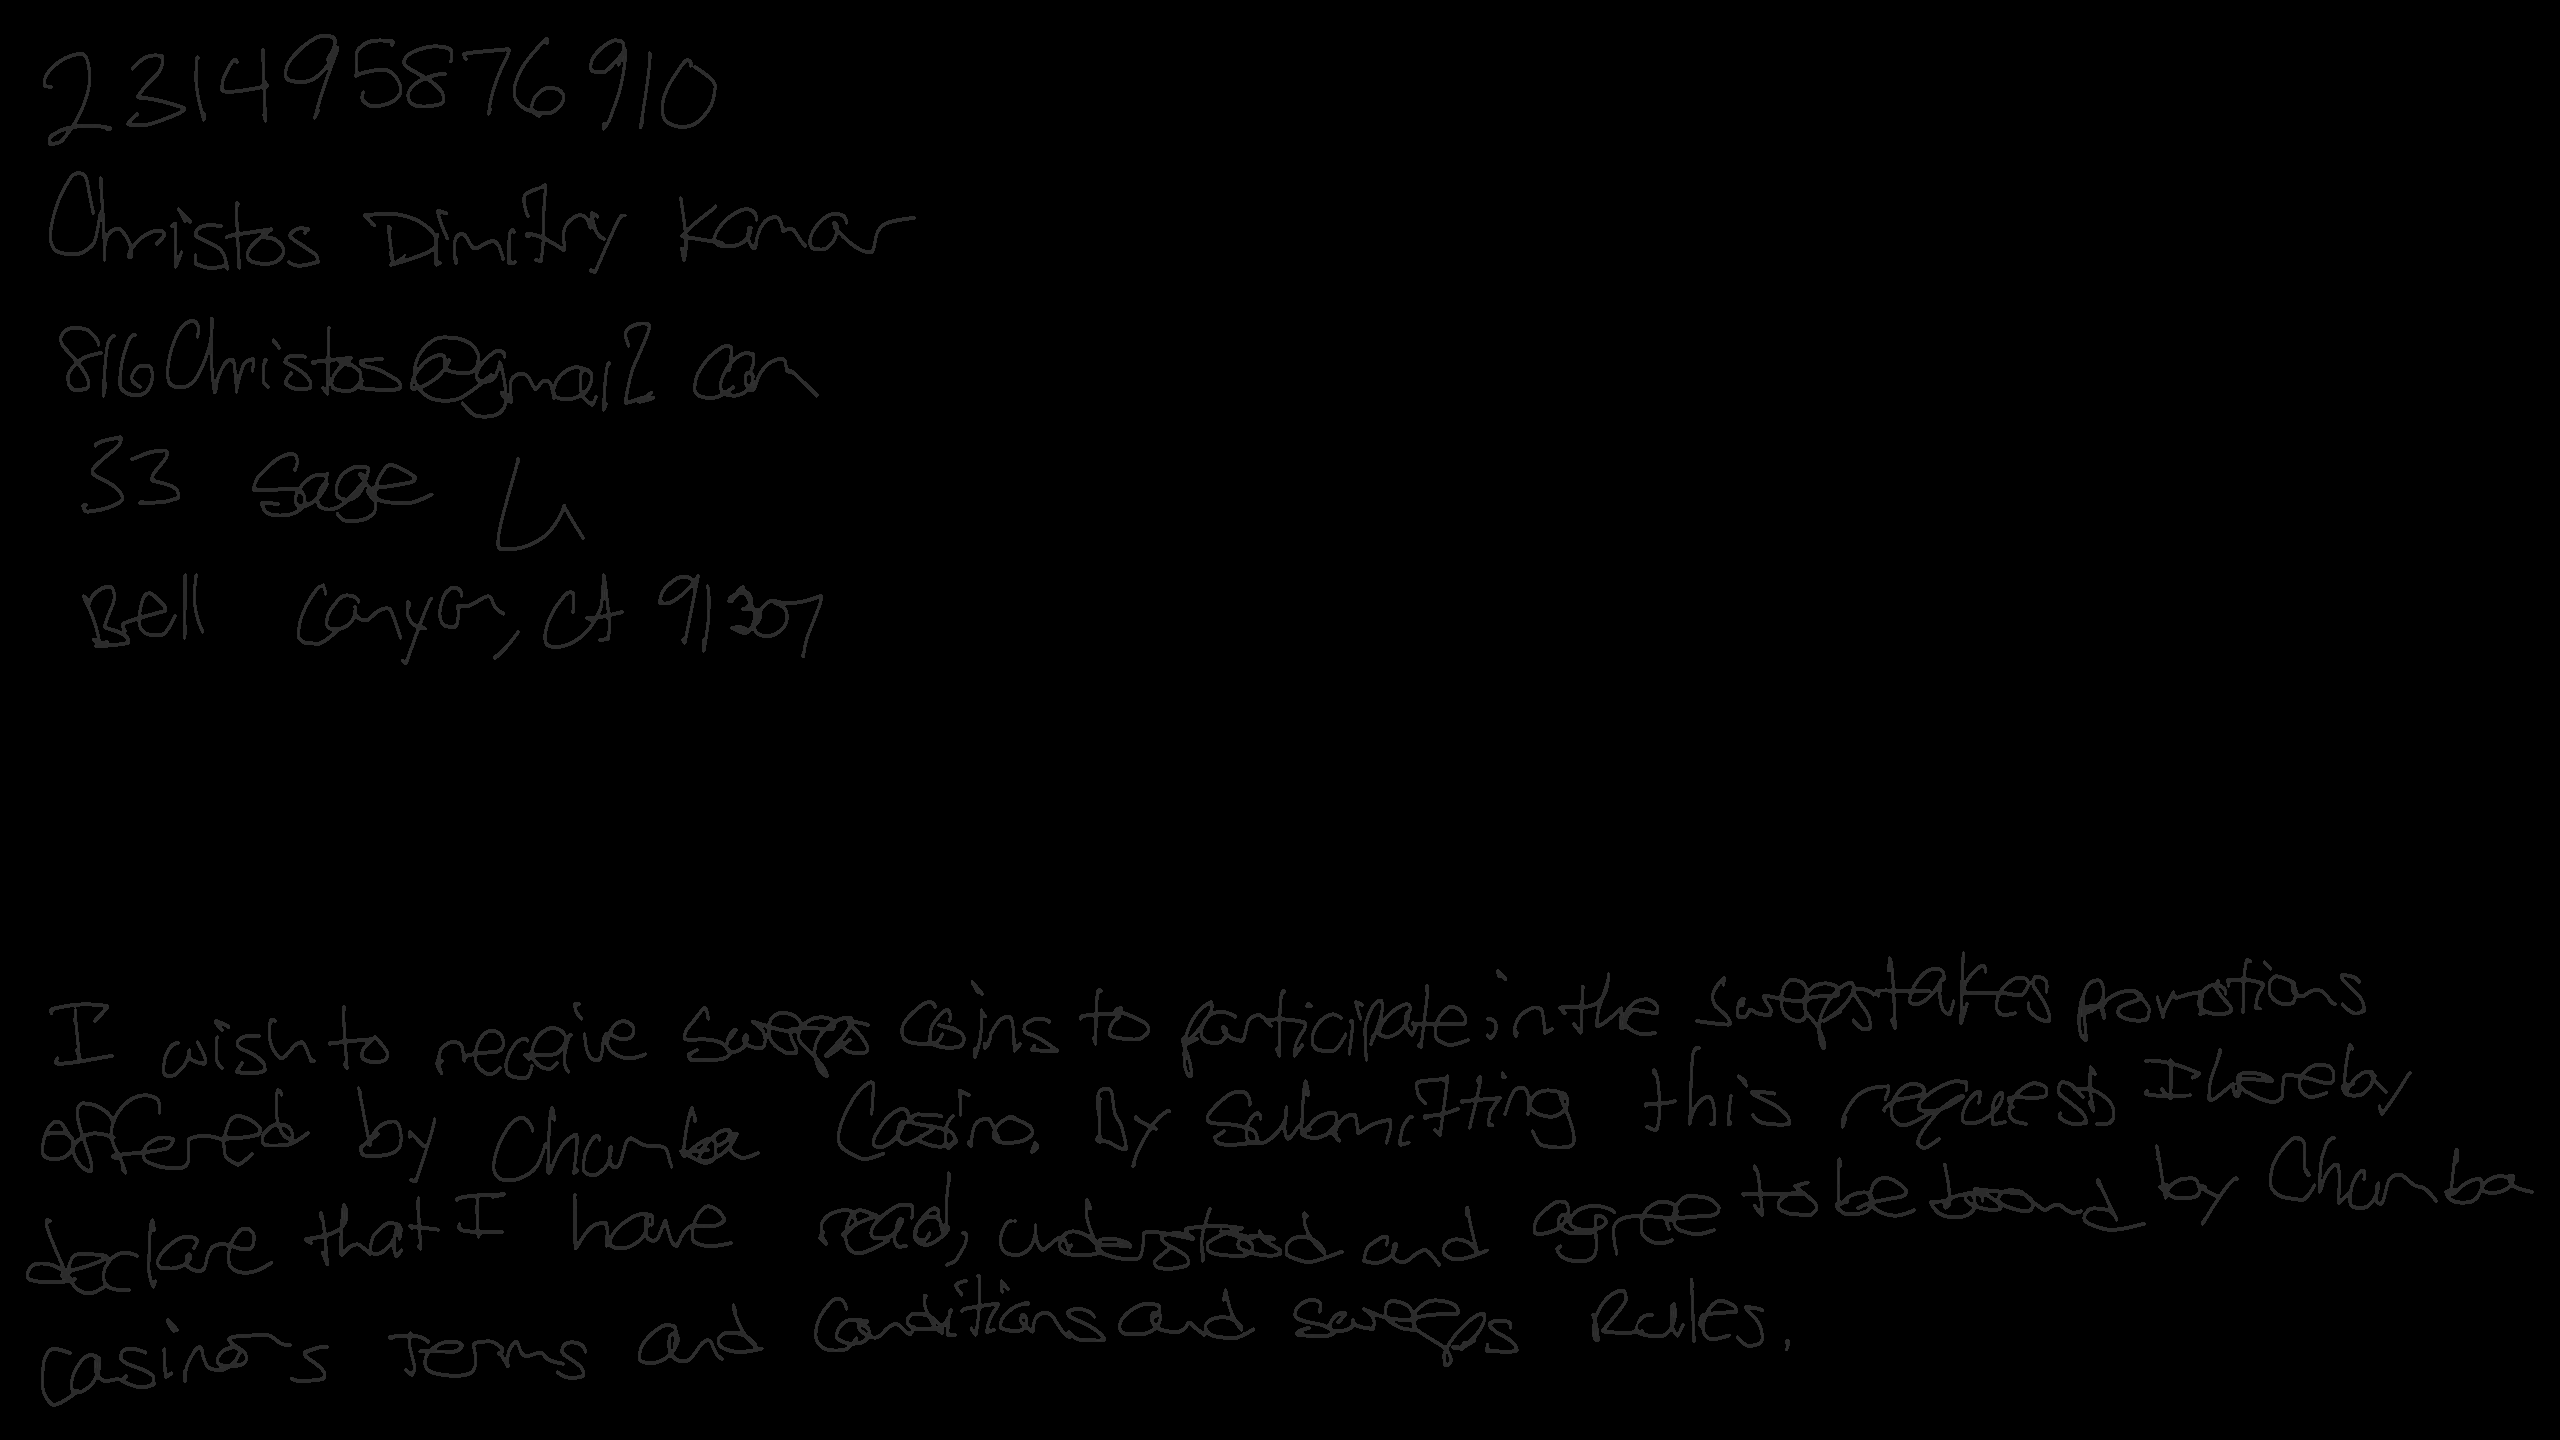 231495876910
Christos Dimitry Kamar
816Christos@gmail com
33 Sage Ln
Bell Canyon, CA 91307
I wish to receive sweeps coins to participate in the sweepstakes promotions
offered by Chumba Casino. By submitting this request I hereby
declare that I have read, understood and agree to be bound by Chumba
Casino's Terms and Conditions and Sweeps Rules.